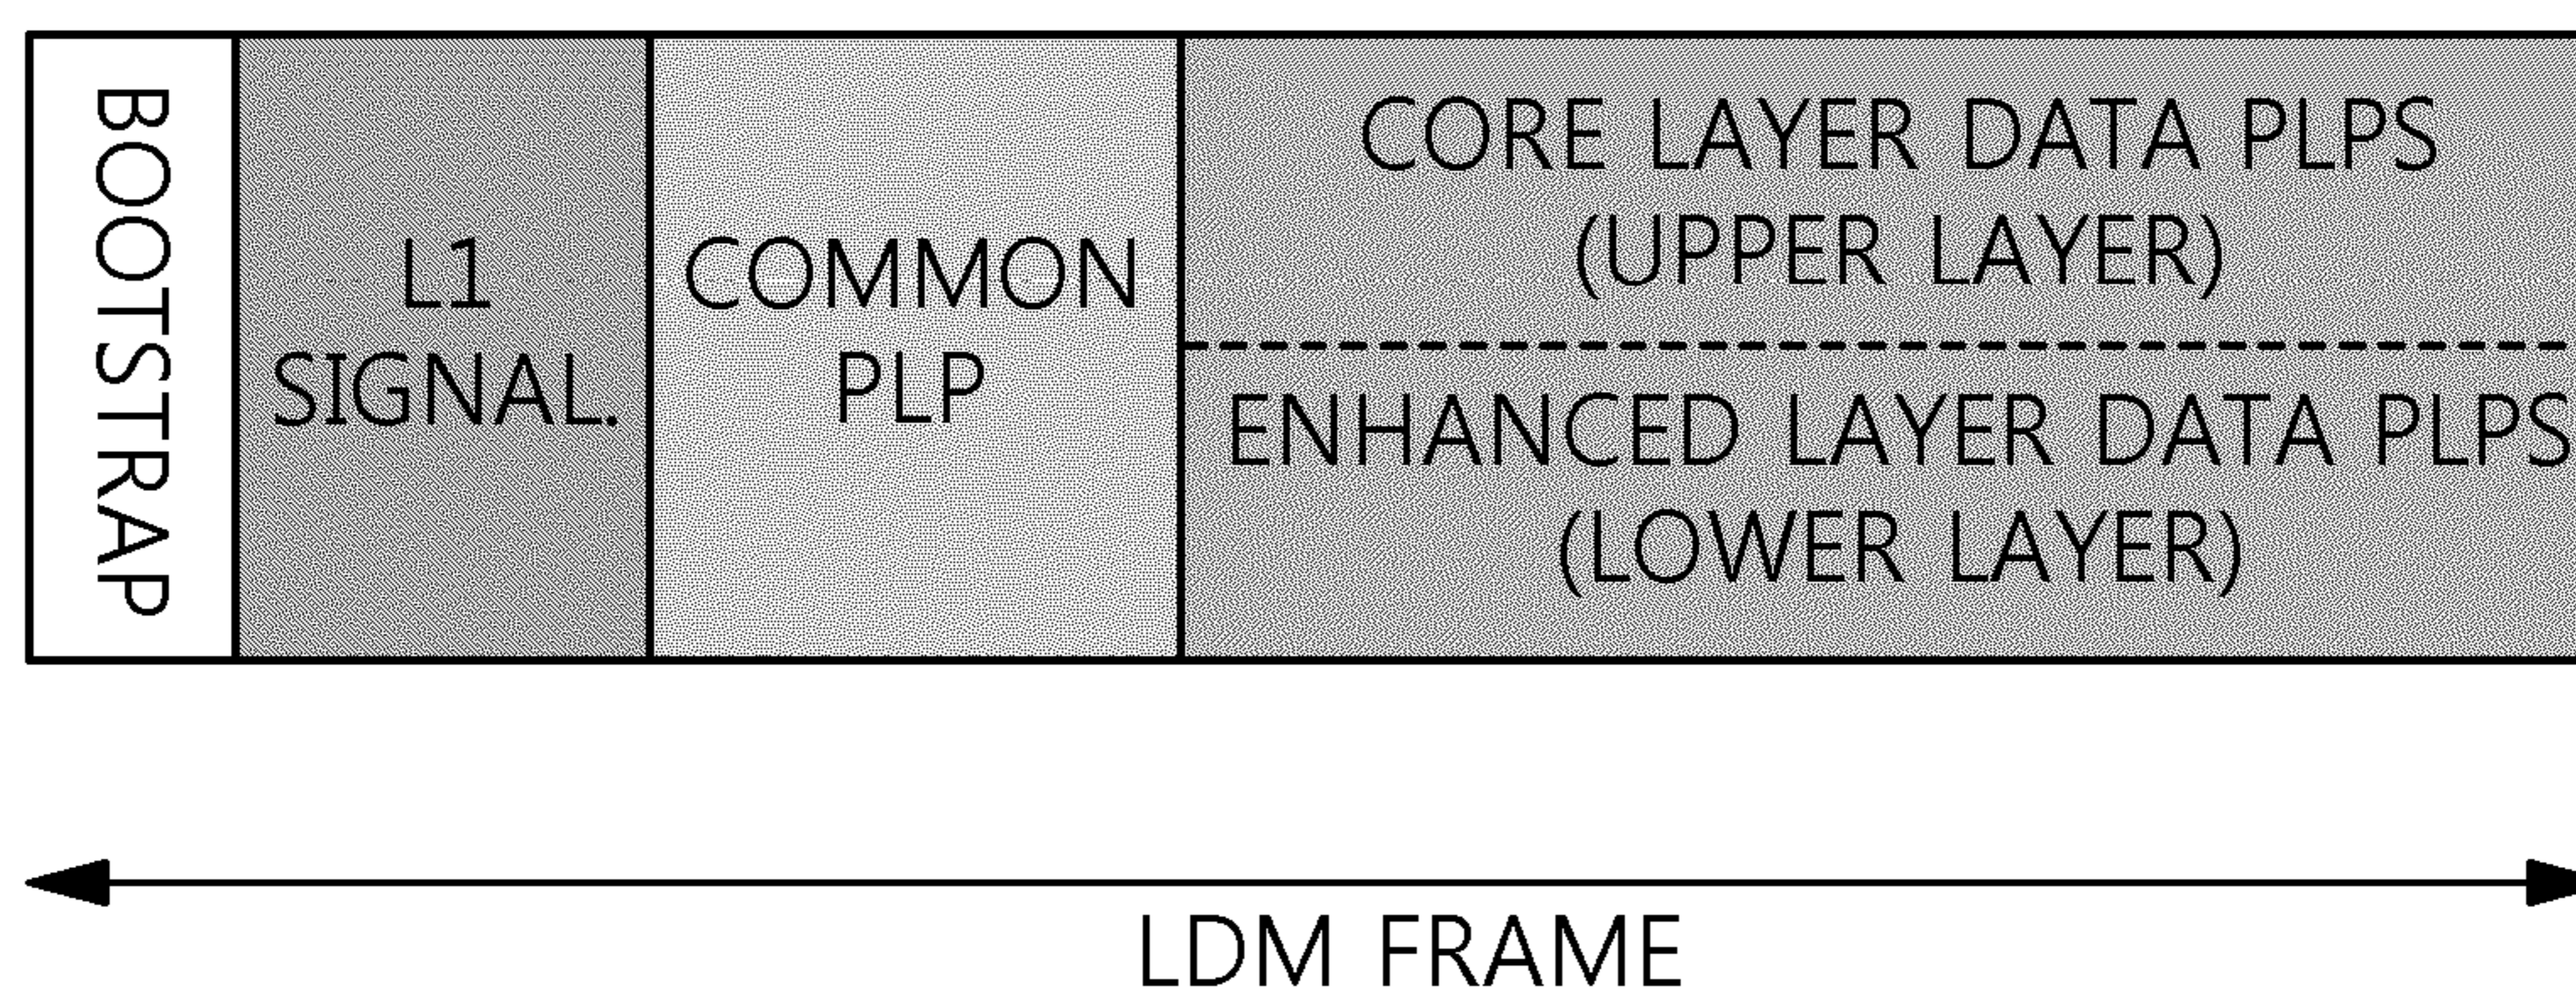 BOOTSTRAP
L1
SIGNAL.
COMMON
PLP
CORE LAYER DATA PLPS
(UPPER LAYER)
ENHANCED LAYER DATA PLPS
(LOWER LAYER)
LDM FRAME